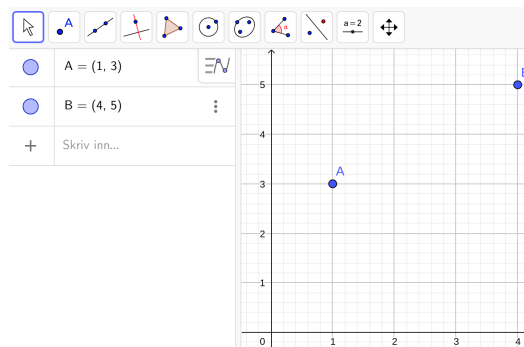 A
α
a = 2
A = (1, 3)
B = (4, 5)
Skriv inn...
5
4
3
2
1
0
1
2
3
4
A
B